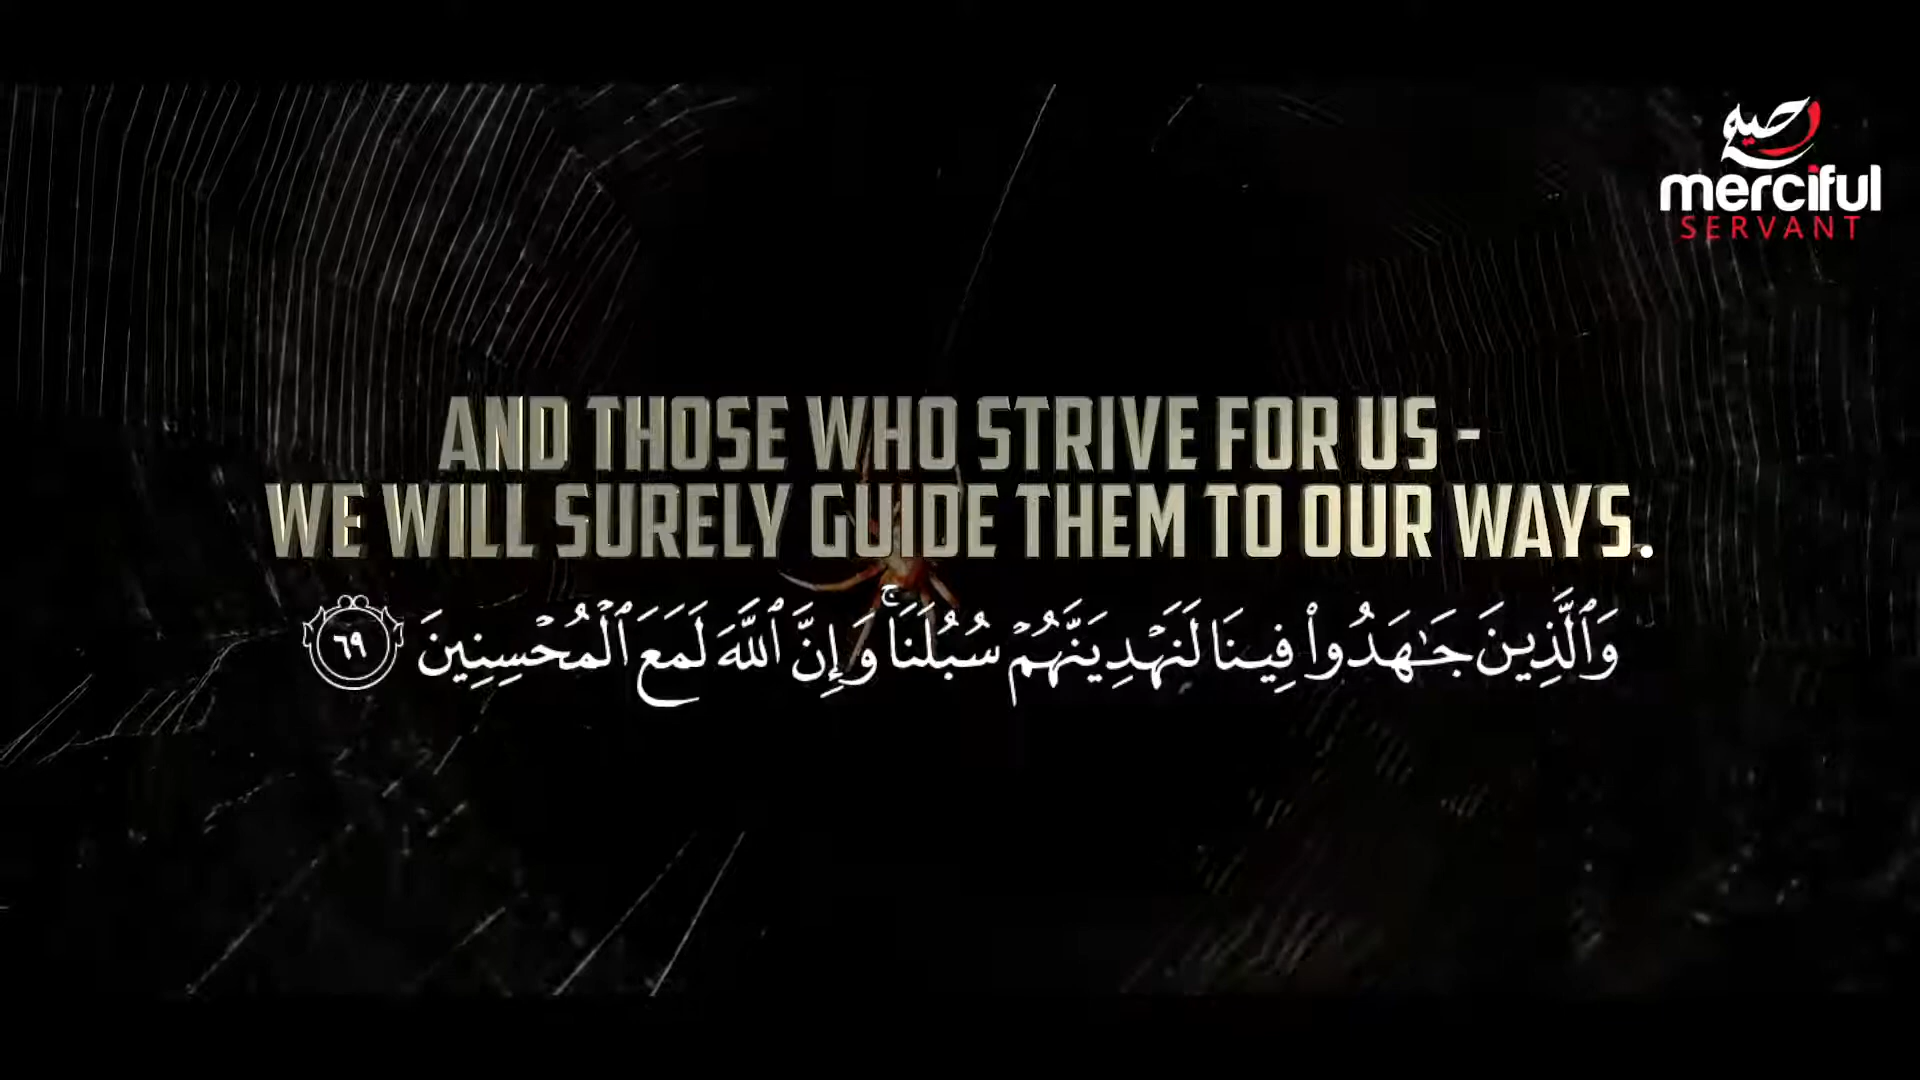 رحيم
merciful
SERVANT
AND THOSE WHO STRIVE FOR US -
WE WILL SURELY GUIDE THEM TO OUR WAYS.
وَٱلَّذِينَ جَـٰهَدُوا۟ فِينَا لَنَهْدِيَنَّهُمْ سُبُلَنَا ۚ وَإِنَّ ٱللَّهَ لَمَعَ ٱلْمُحْسِنِينَ ٦٩